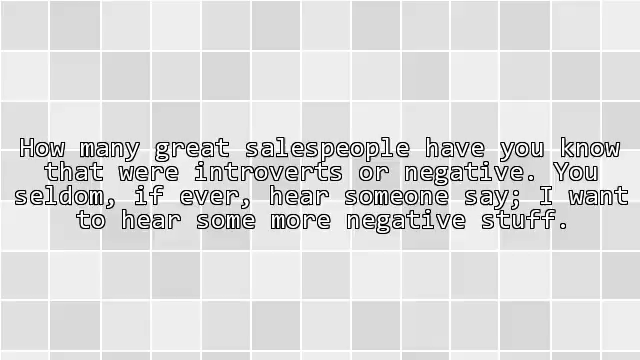 How many great salespeople have you know
that were introverts or negative. You
seldom, if ever, hear someone say; I want
to hear some more negative stuff.